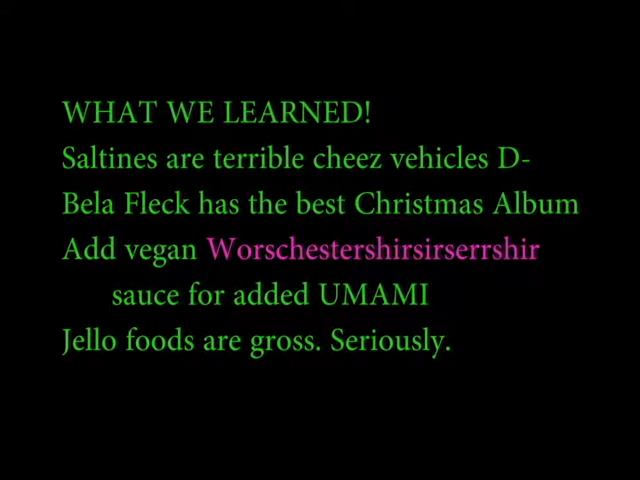 WHAT WE LEARNED!
Saltines are terrible cheez vehicles D-
Bela Fleck has the best Christmas Album
Add vegan Worschestershirsirserrshir
sauce for added UMAMI
Jello foods are gross. Seriously.